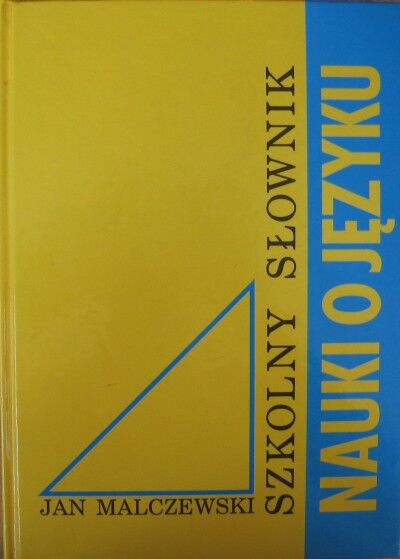 SZKOLNY SŁOWNIK
NAUKI O JĘZYKU
JAN MALCZEWSKI